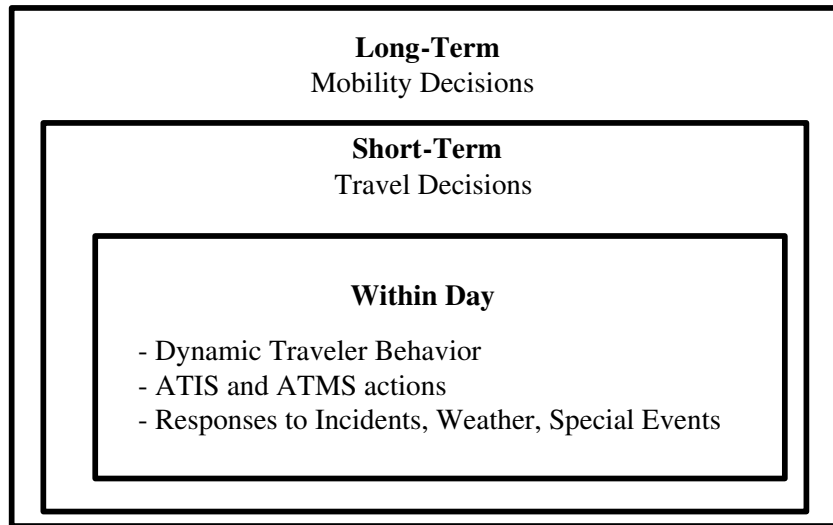 Long-Term
Mobility Decisions
Short-Term
Travel Decisions
Within Day
- Dynamic Traveler Behavior
- ATIS and ATMS actions
- Responses to Incidents, Weather, Special Events